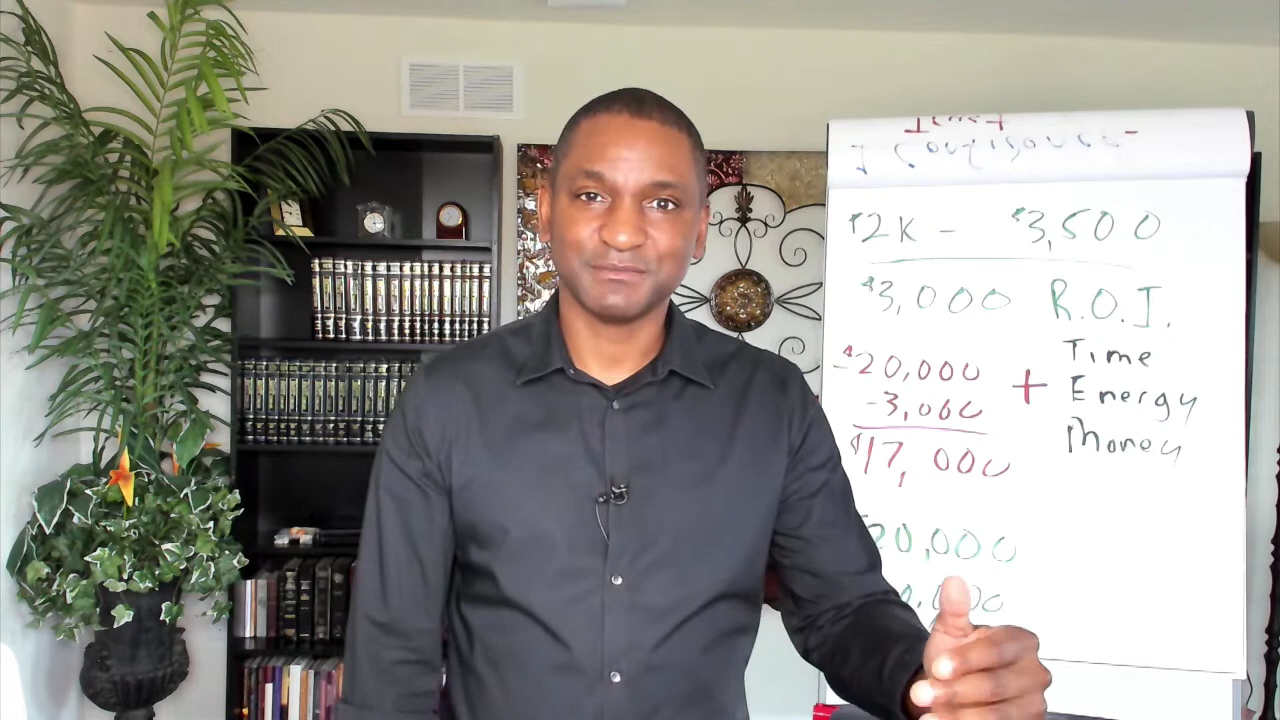 $2K - $3,500
$3,000 R.O.I.
$20,000 + Time
-3,000 Energy
$17,000 Money
20,000